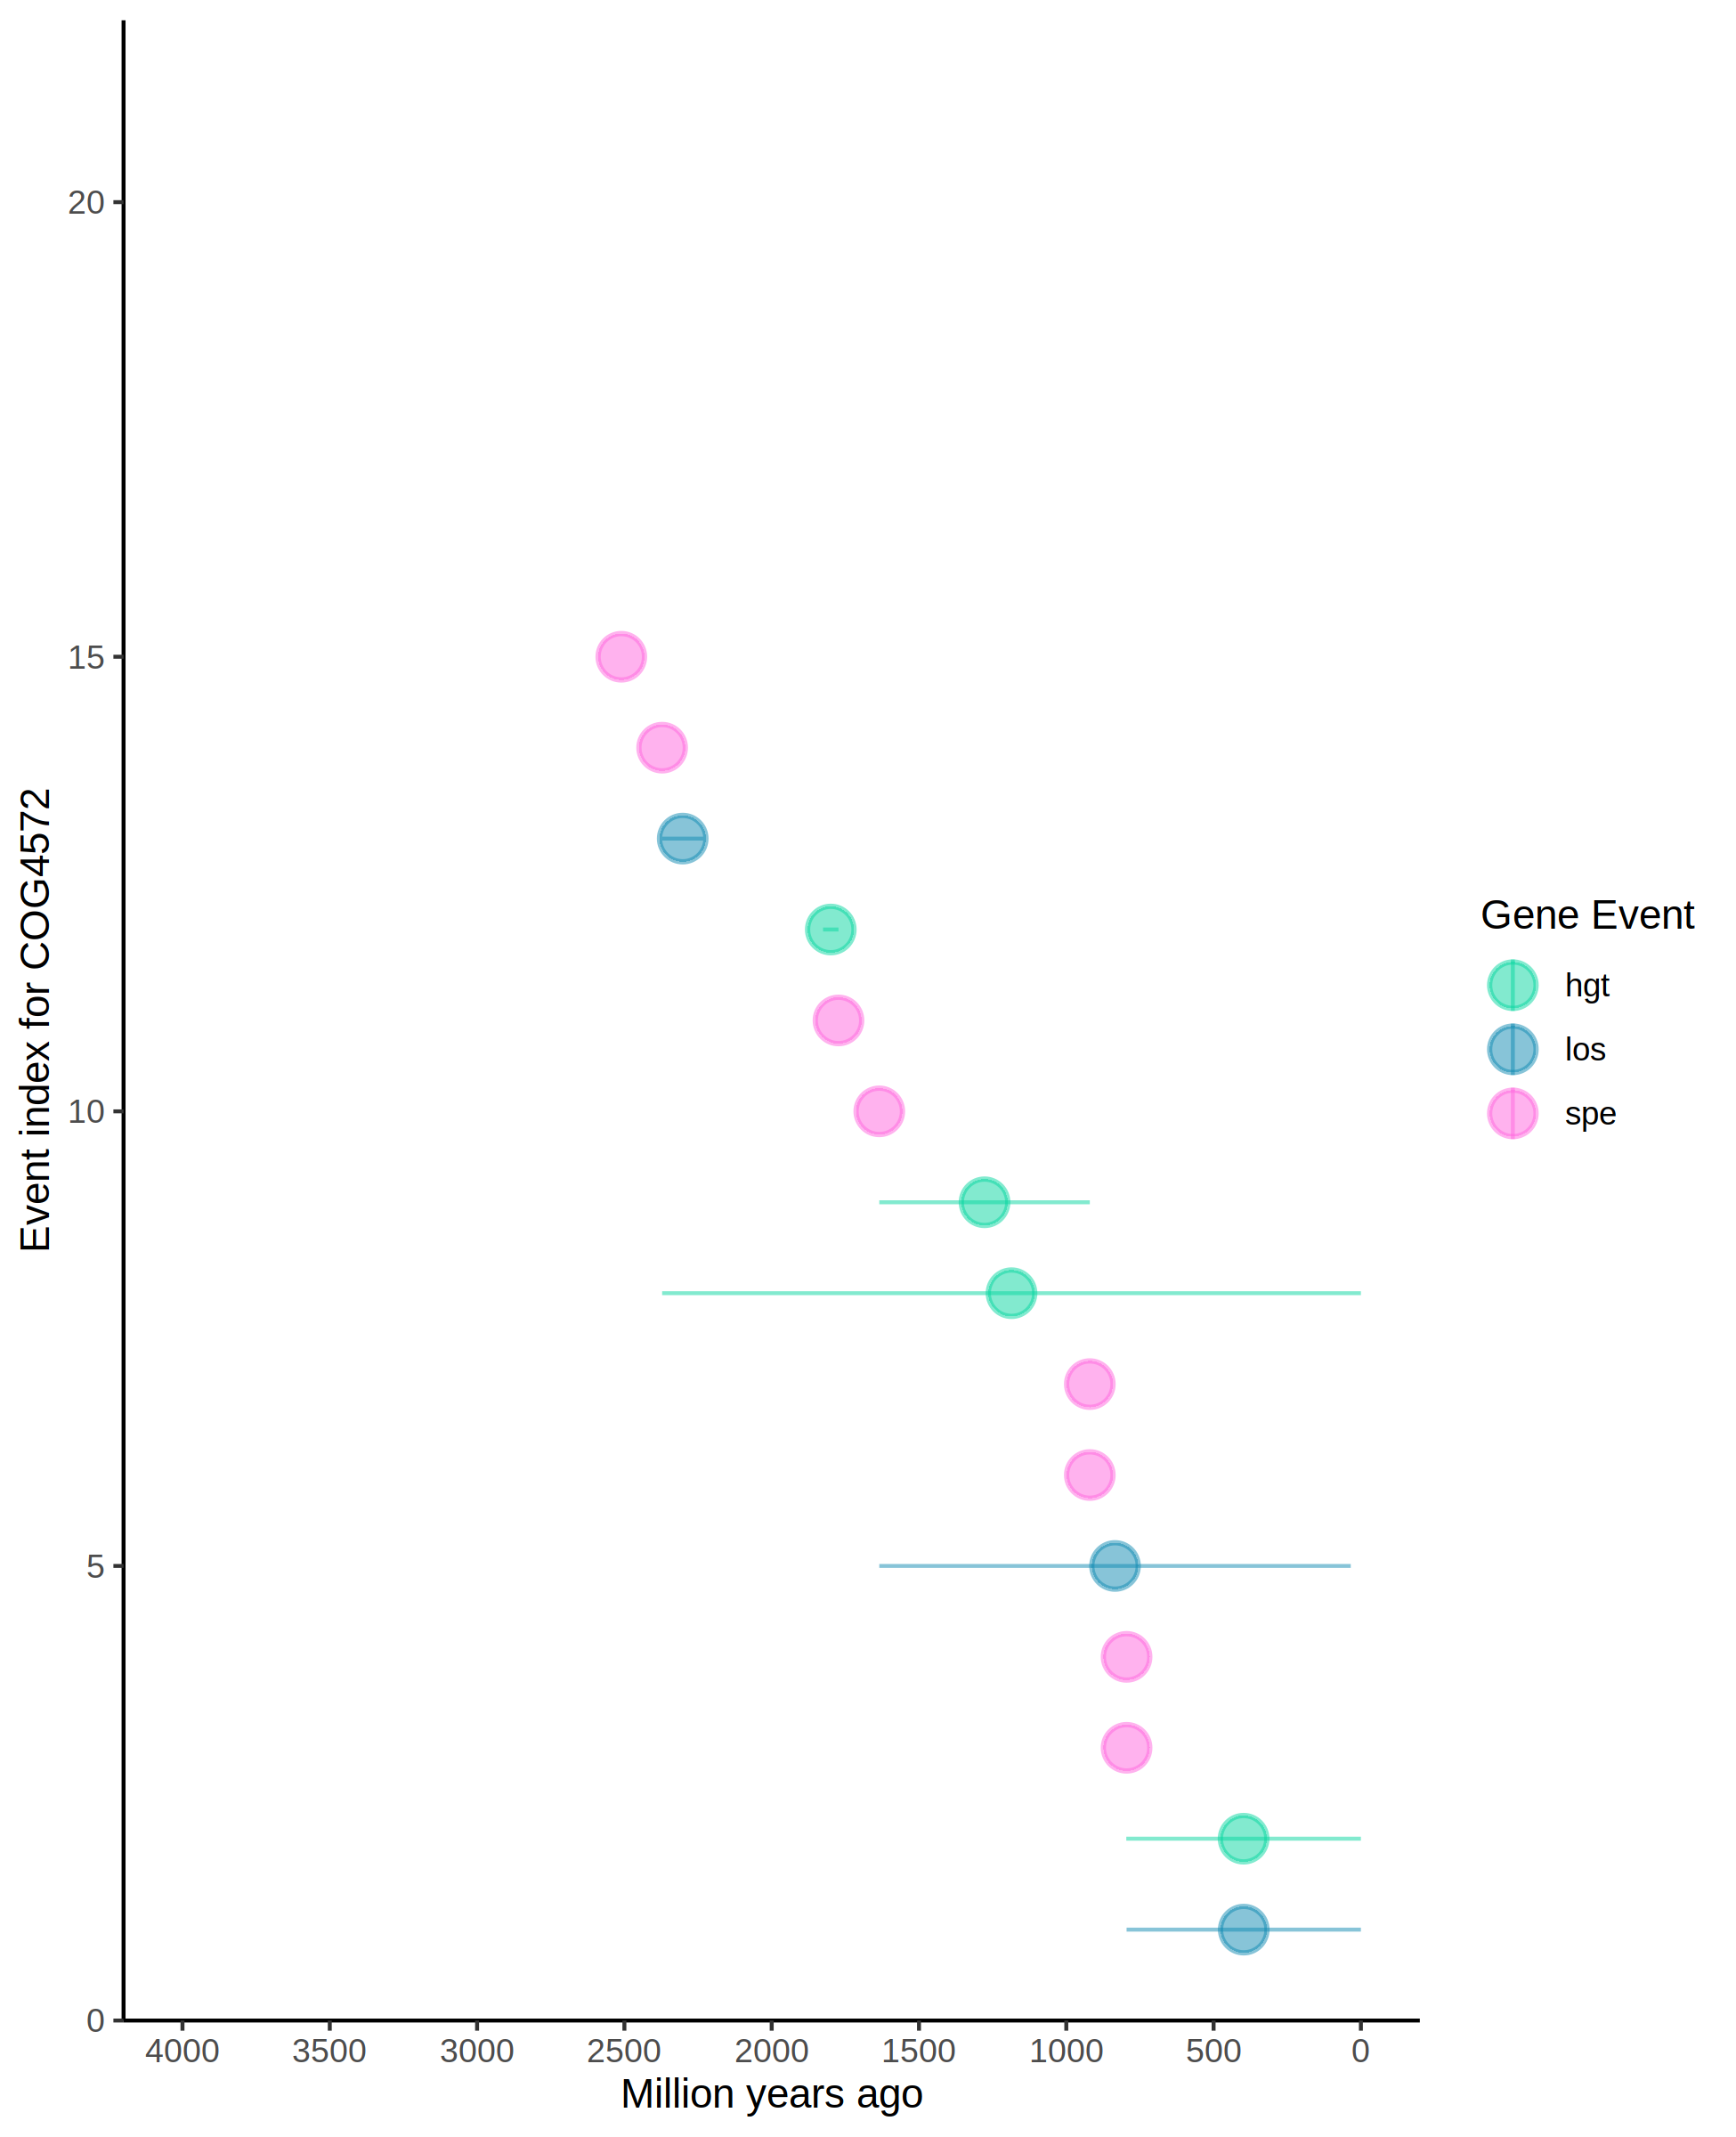 Event index for COG4572
20
15
10
5
0
4000 3500 3000 2500 2000 1500 1000 500 0
Million years ago
Gene Event
hgt
los
spe